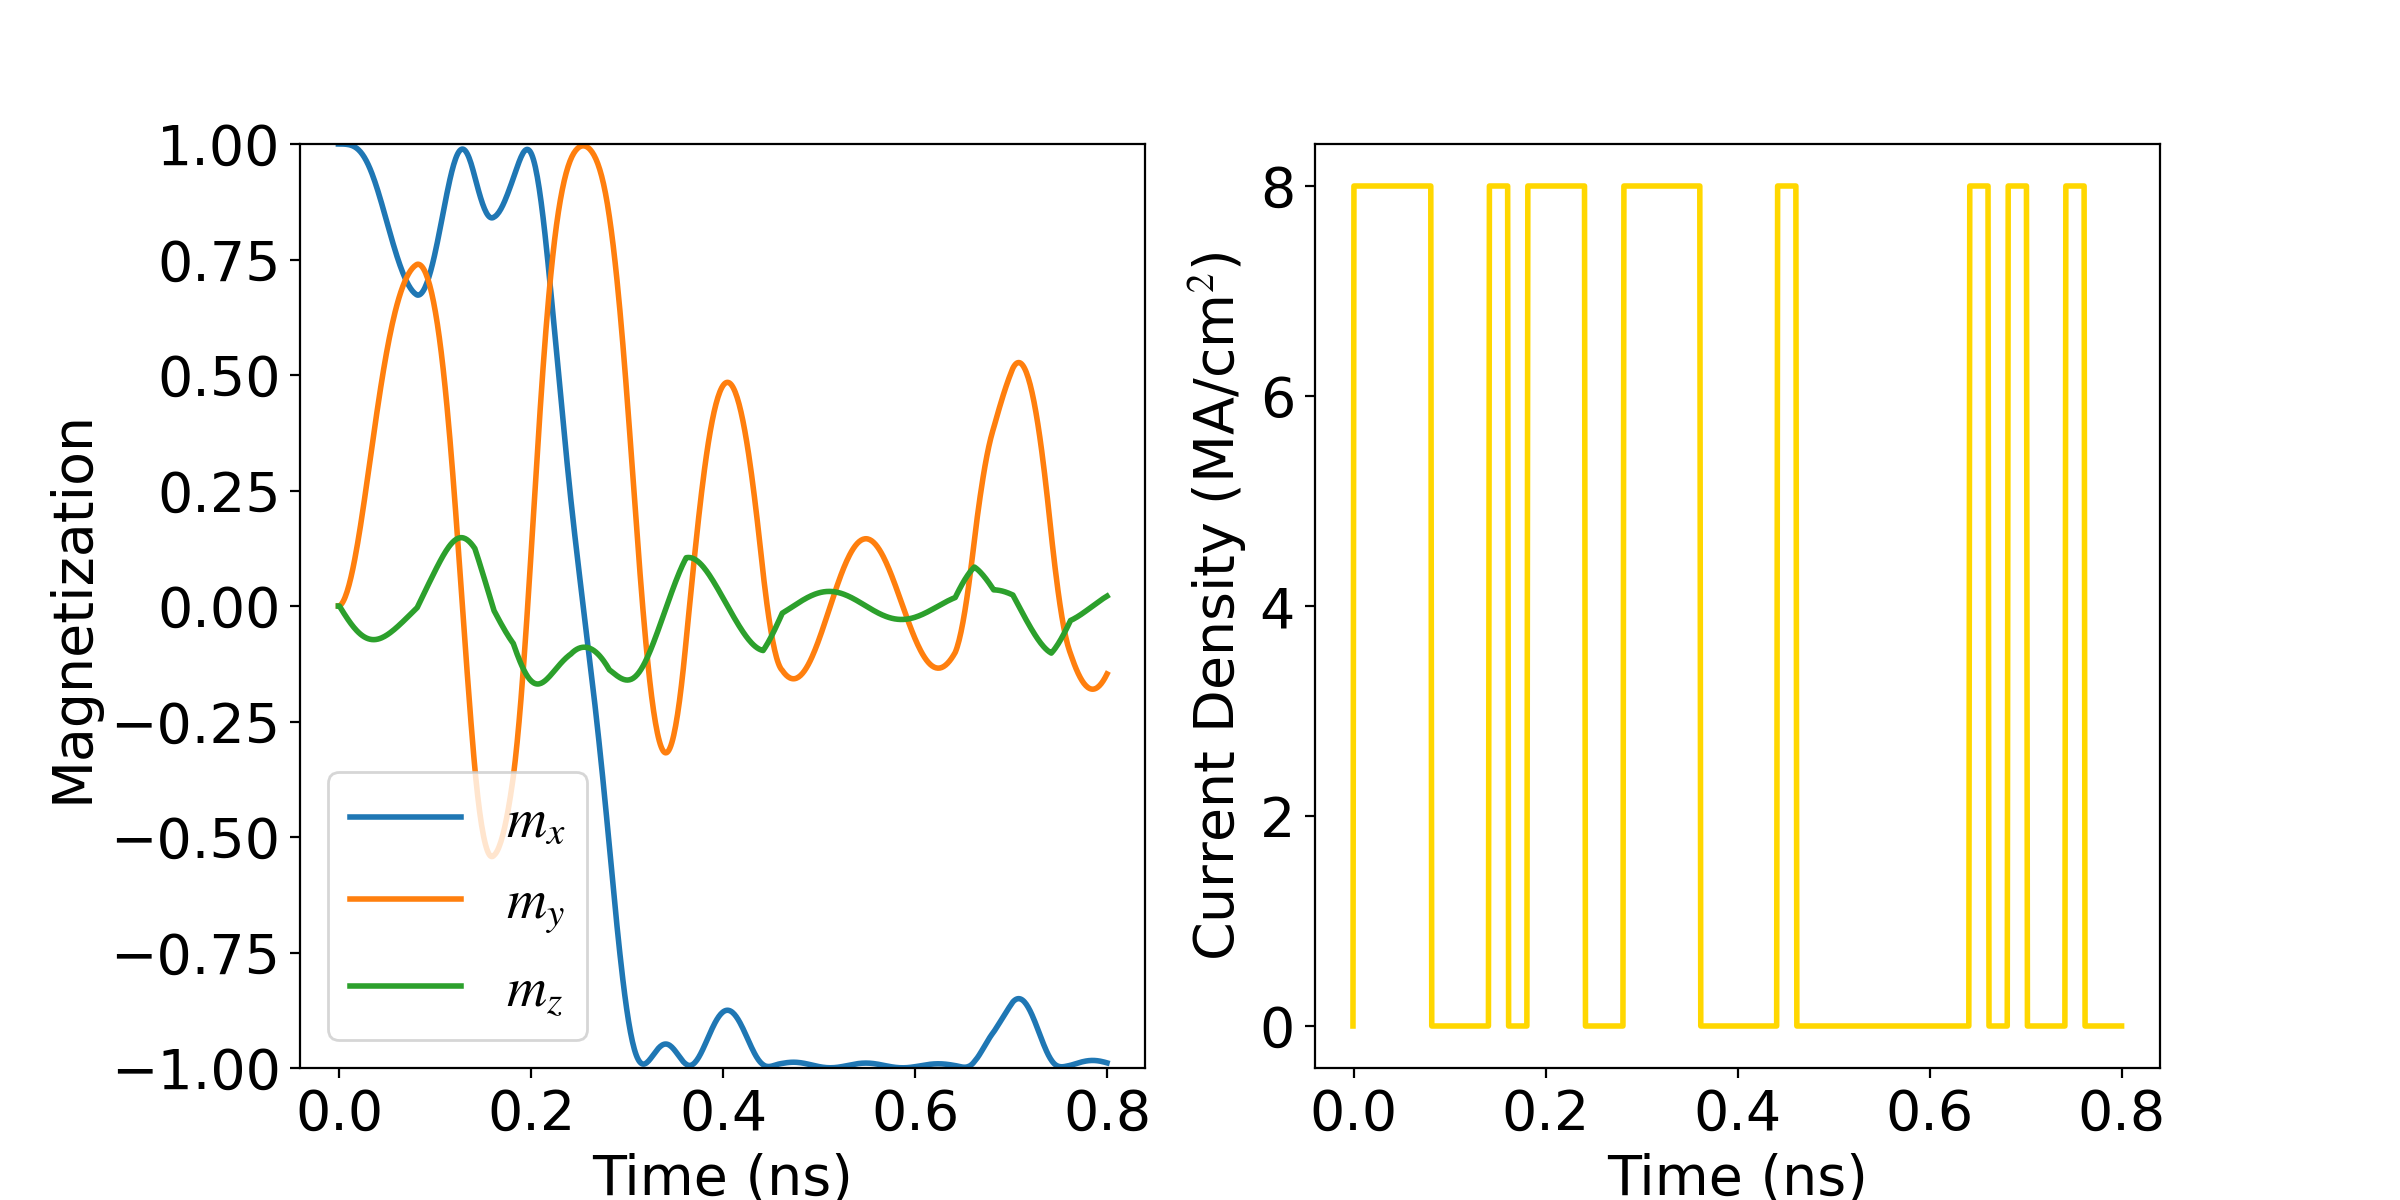 Magnetization
1.00
0.75
0.50
0.25
0.00
−0.25
−0.50
−0.75
−1.00
m_x
m_y
m_z
0.0 0.2 0.4 0.6 0.8
Time (ns)
Current Density (MA/cm²)
8
6
4
2
0
0.0 0.2 0.4 0.6 0.8
Time (ns)